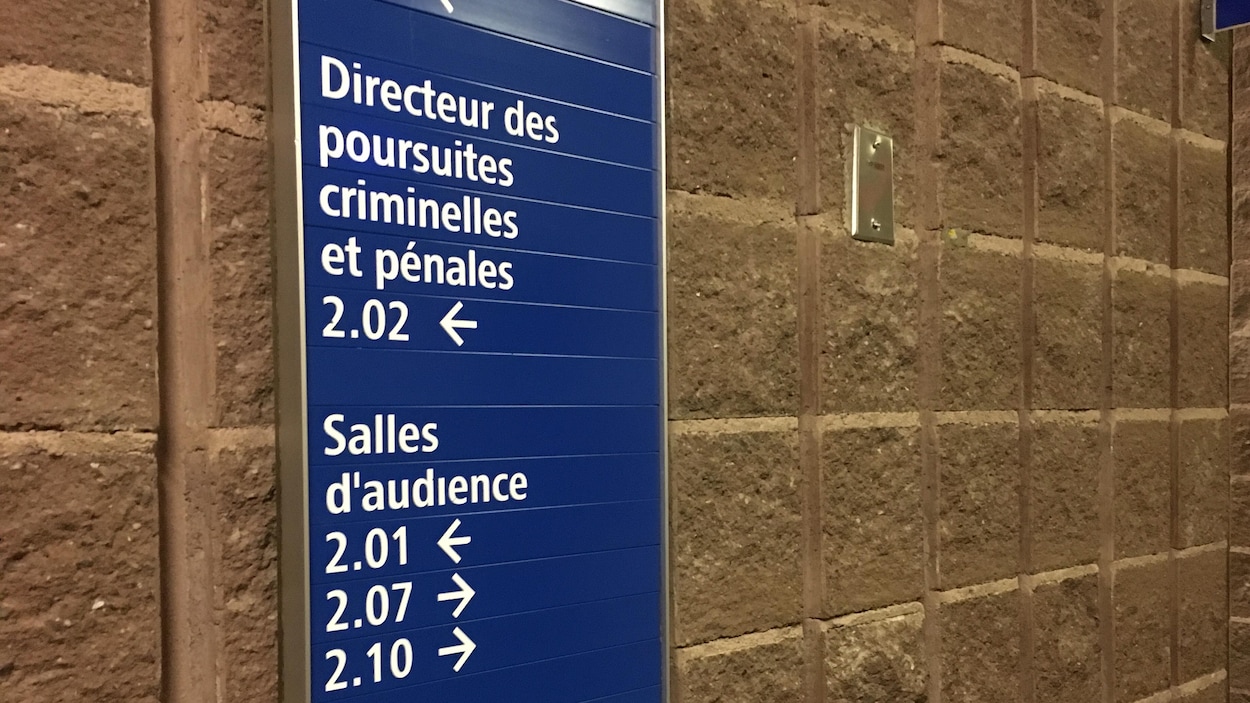 Directeur des
poursuites
criminelles
et pénales
2.02 ←
Salles
d'audience
2.01 ←
2.07 →
2.10 →